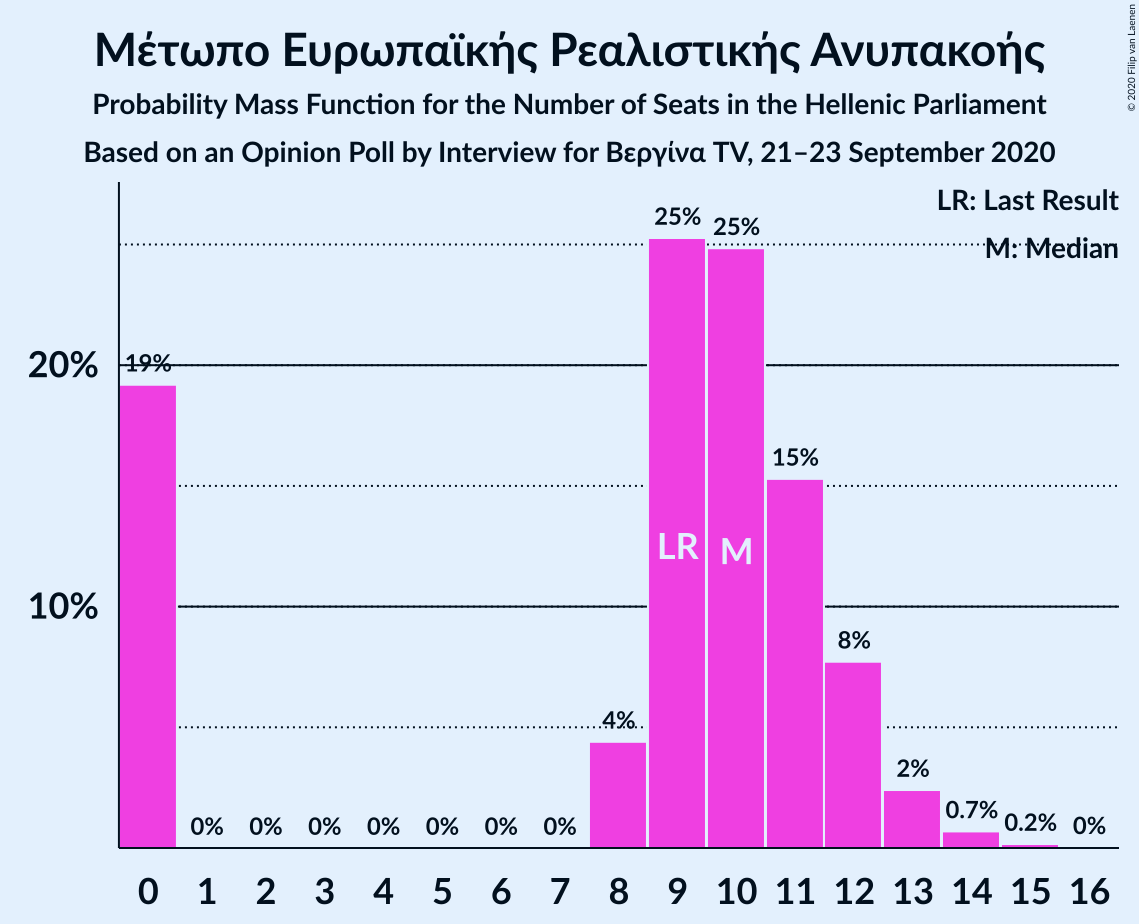 Μέτωπο Ευρωπαϊκής Ρεαλιστικής Ανυπακοής
Probability Mass Function for the Number of Seats in the Hellenic Parliament
Based on an Opinion Poll by Interview for Βεργίνα TV, 21–23 September 2020
© 2020 Filip van Laenen
LR: Last Result
M: Median
20%
10%
19%
0%
0%
0%
0%
0%
0%
0%
4%
25%
25%
15%
8%
2%
0.7%
0.2%
0%
LR
M
0 1 2 3 4 5 6 7 8 9 10 11 12 13 14 15 16